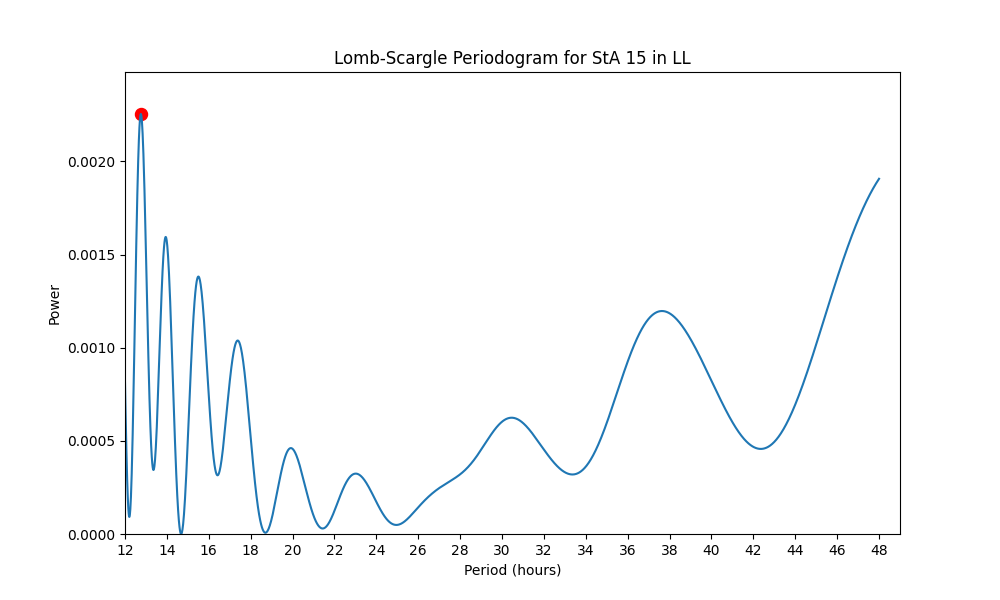 Lomb-Scargle Periodogram for StA 15 in LL
Power
0.0020
0.0015
0.0010
0.0005
0.0000
12 14 16 18 20 22 24 26 28 30 32 34 36 38 40 42 44 46 48
Period (hours)